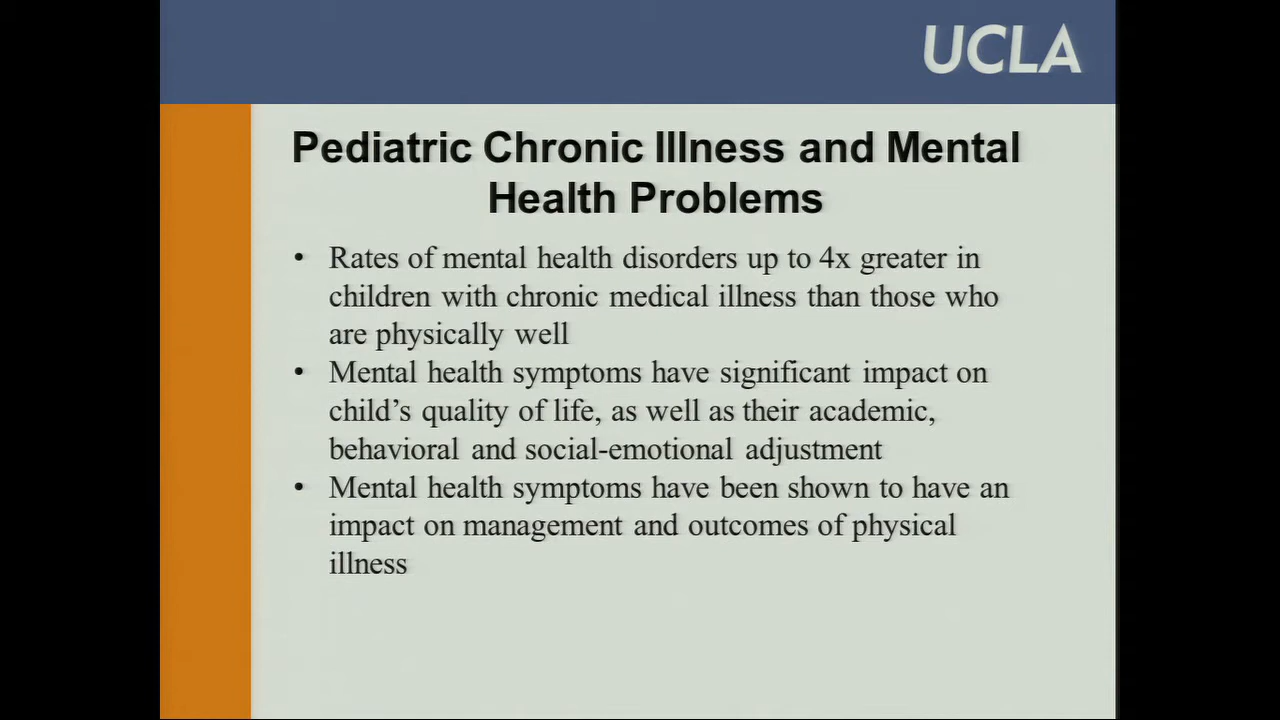 UCLA
Pediatric Chronic Illness and Mental
Health Problems
• Rates of mental health disorders up to 4x greater in
children with chronic medical illness than those who
are physically well
• Mental health symptoms have significant impact on
child’s quality of life, as well as their academic,
behavioral and social-emotional adjustment
• Mental health symptoms have been shown to have an
impact on management and outcomes of physical
illness